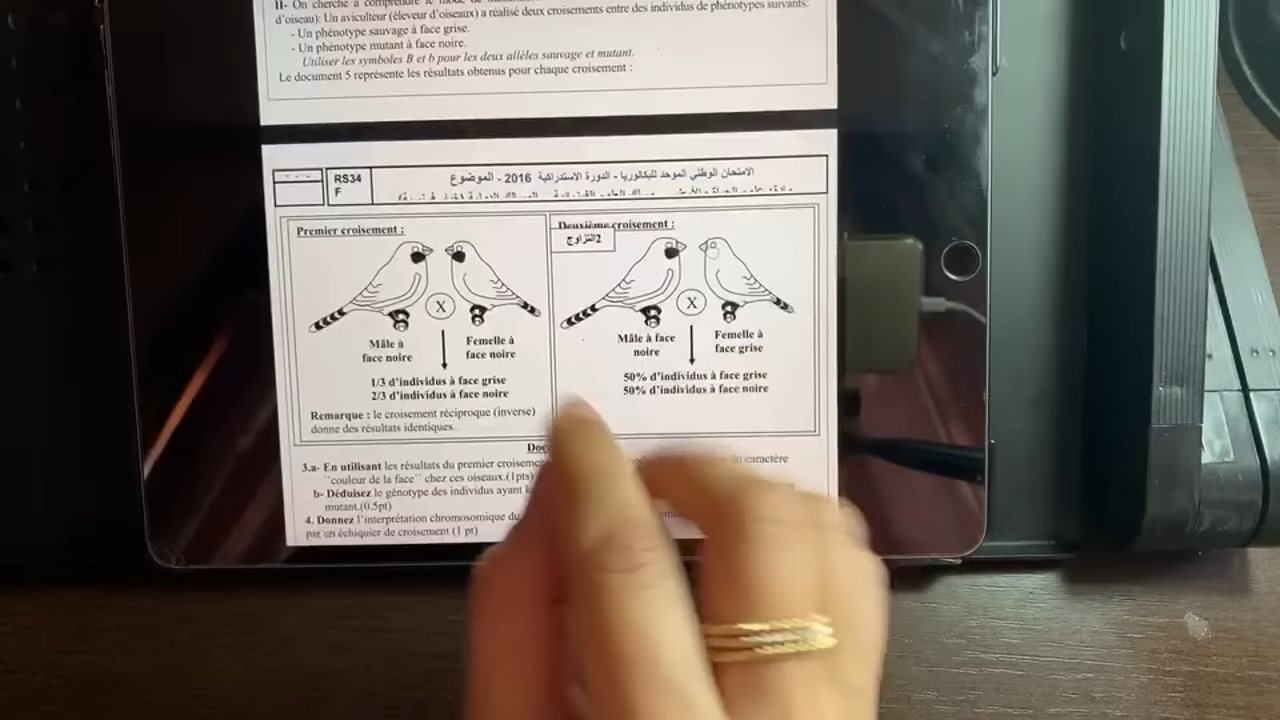 II- On cherche à comprendre le mode de
d'oiseau): Un aviculteur (éleveur d'oiseaux) a réalisé deux croisements entre des individus de phénotypes suivants:
- Un phénotype sauvage à face grise.
- Un phénotype mutant à face noire.
Utiliser les symboles B et b pour les deux allèles sauvage et mutant.
Le document 5 représente les résultats obtenus pour chaque croisement :
RS34
F
الامتحان الوطني الموحد للبكالوريا - الدورة الاستدراكية 2016 - الموضوع
Premier croisement :
X
Mâle à
face noire
Femelle à
face noire
1/3 d'individus à face grise
2/3 d'individus à face noire
Remarque : le croisement réciproque (inverse)
donne des résultats identiques.
Deuxième croisement :
التزاوج2
X
Mâle à face
noire
Femelle à
face grise
50% d'individus à face grise
50% d'individus à face noire
3.a- En utilisant les résultats du premier caractère
''couleur de la face'' chez ces oiseaux.(1pts)
b- Déduisez le génotype des individus ayant
mutant.(0.5pt)
4. Donnez l'interprétation chromosomique du
par un échiquier de croisement (1 pt)